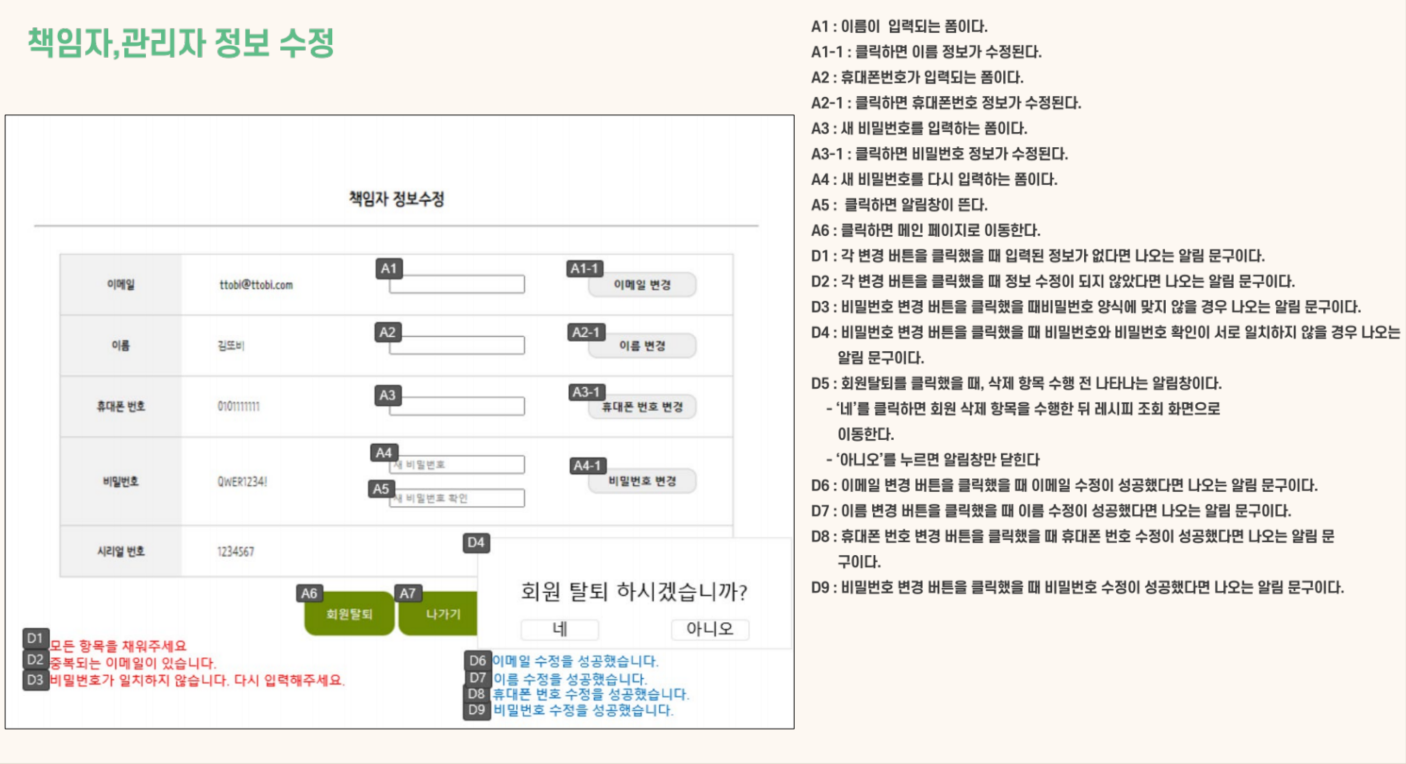 책임자,관리자 정보 수정
책임자 정보수정
이메일
ttobi@ttobi.com
A1
A1-1
이메일 변경
이름
김또비
A2
A2-1
이름 변경
휴대폰 번호
0101111111
A3
A3-1
휴대폰 번호 변경
비밀번호
QWER1234!
A4
새 비밀번호
A5
새 비밀번호 확인
A4-1
비밀번호 변경
시리얼 번호
1234567
A6
회원탈퇴
A7
나가기
D4
회원 탈퇴 하시겠습니까?
네
아니오
D1 모든 항목을 채워주세요
D2 중복되는 이메일이 있습니다.
D3 비밀번호가 일치하지 않습니다. 다시 입력해주세요.
D6 이메일 수정을 성공했습니다.
D7 이름 수정을 성공했습니다.
D8 휴대폰 번호 수정을 성공했습니다.
D9 비밀번호 수정을 성공했습니다.
A1 : 이름이 입력되는 폼이다.
A1-1 : 클릭하면 이름 정보가 수정된다.
A2 : 휴대폰번호가 입력되는 폼이다.
A2-1 : 클릭하면 휴대폰번호 정보가 수정된다.
A3 : 새 비밀번호를 입력하는 폼이다.
A3-1 : 클릭하면 비밀번호 정보가 수정된다.
A4 : 새 비밀번호를 다시 입력하는 폼이다.
A5 : 클릭하면 알림창이 뜬다.
A6 : 클릭하면 메인 페이지로 이동한다.
D1 : 각 변경 버튼을 클릭했을 때 입력된 정보가 없다면 나오는 알림 문구이다.
D2 : 각 변경 버튼을 클릭했을 때 정보 수정이 되지 않았다면 나오는 알림 문구이다.
D3 : 비밀번호 변경 버튼을 클릭했을 때비밀번호 양식에 맞지 않을 경우 나오는 알림 문구이다.
D4 : 비밀번호 변경 버튼을 클릭했을 때 비밀번호와 비밀번호 확인이 서로 일치하지 않을 경우 나오는
알림 문구이다.
D5 : 회원탈퇴를 클릭했을 때, 삭제 항목 수행 전 나타나는 알림창이다.
- ‘네’를 클릭하면 회원 삭제 항목을 수행한 뒤 레시피 조회 화면으로
이동한다.
- ‘아니오’를 누르면 알림창만 닫힌다
D6 : 이메일 변경 버튼을 클릭했을 때 이메일 수정이 성공했다면 나오는 알림 문구이다.
D7 : 이름 변경 버튼을 클릭했을 때 이름 수정이 성공했다면 나오는 알림 문구이다.
D8 : 휴대폰 번호 변경 버튼을 클릭했을 때 휴대폰 번호 수정이 성공했다면 나오는 알림 문
구이다.
D9 : 비밀번호 변경 버튼을 클릭했을 때 비밀번호 수정이 성공했다면 나오는 알림 문구이다.